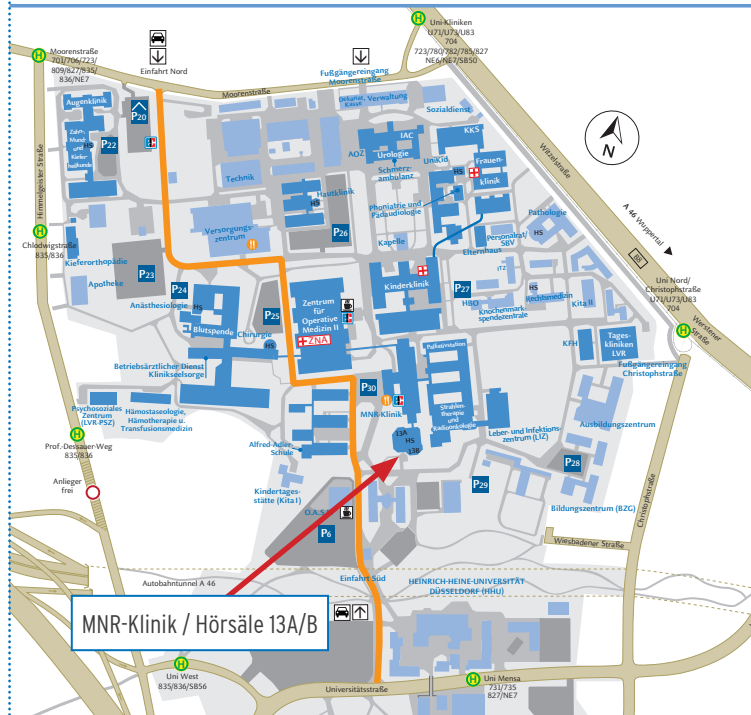 Uni-Kliniken
U71/U73/U83
704
723/780/782/785/827
NE6/NE7/SB50
Moorenstraße
701/706/723/
809/827/835/
836/NE7
Einfahrt Nord
Fußgängereingang
Moorenstraße
Moorenstraße
Augenklinik
P20
Dekanat,
Kasse
Verwaltung
Sozialdienst
Zahn-,
Mund-
und
Kiefer-
heilkunde
HS
P22
IAC
KKS
AOZ
Urologie
UniKid
HS
Frauen-
klinik
Schmerz-
ambulanz
Technik
Hautklinik
HS
Phoniatrie und
Pädaudiologie
N
Witzelstraße
A 46 Wuppertal
B8
Himmelgeister Straße
Chlodwigstraße
835/836
Versorgungs-
zentrum
P26
Kapelle
Pathologie
HS
Personalrat/
SBV
Elternhaus
Kieferorthopädie
Apotheke
P23
P24
Anästhesiologie
HS
P25
Zentrum
für
Operative
Medizin II
ZNA
Kinderklinik
P27
HBO
ITZ
Knochenmark-
spendezentrale
HS
Rechtsmedizin
Kita II
Uni Nord/
Christophstraße
U71/U73/U83
704
Werstener
Straße
Blutspende
Chirurgie
HS
Palliativstation
KFH
Tages-
kliniken
LVR
Fußgängereingang
Christophstraße
Betriebsärztlicher Dienst
Klinikseelsorge
P30
MNR-Klinik
Strahlen-
therapie
und
Radioonkologie
Psychosoziales
Zentrum
(LVR-PSZ)
Hämostaseologie,
Hämotherapie u.
Transfusionsmedizin
Alfred-Adler-
Schule
13A
HS
13B
Leber- und Infektions-
zentrum (LIZ)
Ausbildungszentrum
Prof.-Dessauer-Weg
835/836
Anlieger
frei
Kindertages-
stätte (Kita I)
P28
P29
Bildungszentrum (BZG)
Christophstraße
O.A.S.
P6
Wiesbadener Straße
Autobahntunnel A 46
Einfahrt Süd
HEINRICH-HEINE-UNIVERSITÄT
DÜSSELDORF (HHU)
MNR-Klinik / Hörsäle 13A/B
Uni West
835/836/SB56
Universitätsstraße
Uni Mensa
731/735
827/NE7